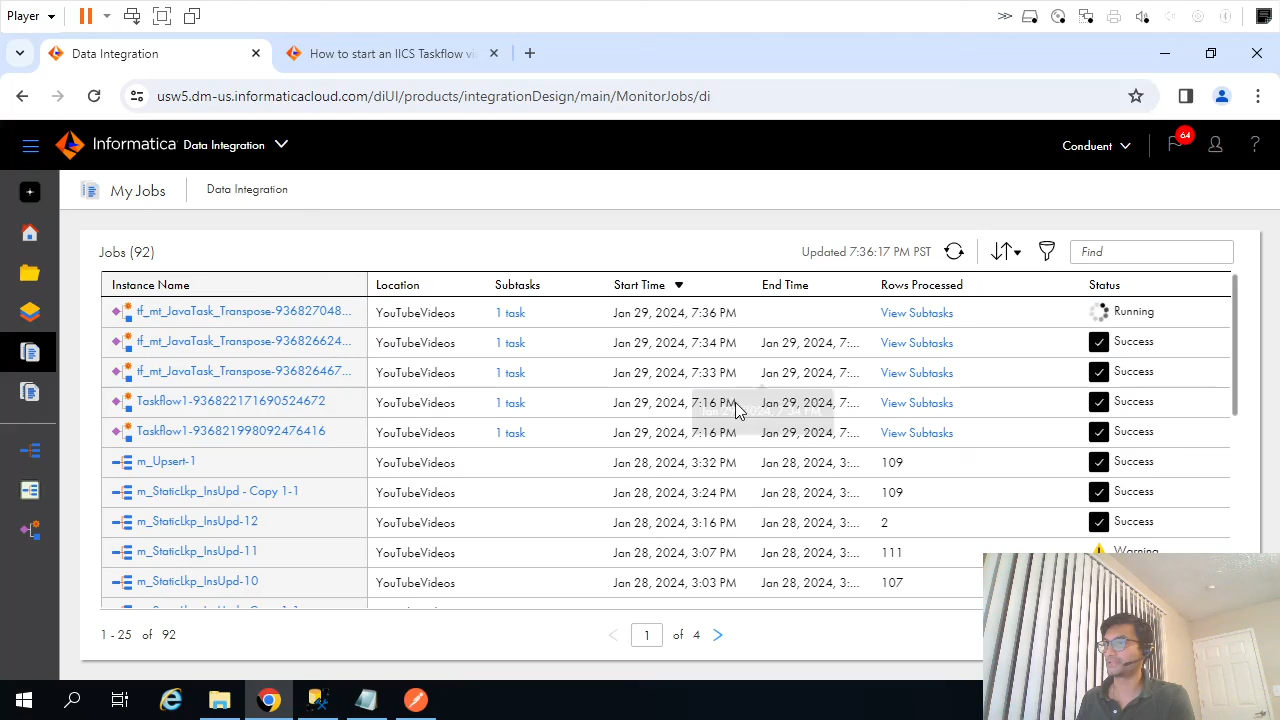 Player
Data Integration
How to start an IICS Taskflow vi
usw5.dm-us.informaticacloud.com/diUI/products/integrationDesign/main/MonitorJobs/di
Informatica Data Integration
Conduent
64
My Jobs
Data Integration
Jobs (92)
Updated 7:36:17 PM PST
Find
Instance Name Location Subtasks Start Time End Time Rows Processed Status
tf_mt_JavaTask_Transpose-936827048... YouTubeVideos 1 task Jan 29, 2024, 7:36 PM View Subtasks Running
tf_mt_JavaTask_Transpose-936826624... YouTubeVideos 1 task Jan 29, 2024, 7:34 PM Jan 29, 2024, 7:... View Subtasks Success
tf_mt_JavaTask_Transpose-936826467... YouTubeVideos 1 task Jan 29, 2024, 7:33 PM Jan 29, 2024, 7:... View Subtasks Success
Taskflow1-936822171690524672 YouTubeVideos 1 task Jan 29, 2024, 7:16 PM Jan 29, 2024, 7:... View Subtasks Success
Taskflow1-936821998092476416 YouTubeVideos 1 task Jan 29, 2024, 7:16 PM Jan 29, 2024, 7:... View Subtasks Success
m_Upsert-1 YouTubeVideos Jan 28, 2024, 3:32 PM Jan 28, 2024, 3:... 109 Success
m_StaticLkp_InsUpd - Copy 1-1 YouTubeVideos Jan 28, 2024, 3:24 PM Jan 28, 2024, 3:... 109 Success
m_StaticLkp_InsUpd-12 YouTubeVideos Jan 28, 2024, 3:16 PM Jan 28, 2024, 3:... 2 Success
m_StaticLkp_InsUpd-11 YouTubeVideos Jan 28, 2024, 3:07 PM Jan 28, 2024, 3:... 111 Warning
m_StaticLkp_InsUpd-10 YouTubeVideos Jan 28, 2024, 3:03 PM Jan 28, 2024, 3:... 107
1 - 25 of 92
1 of 4